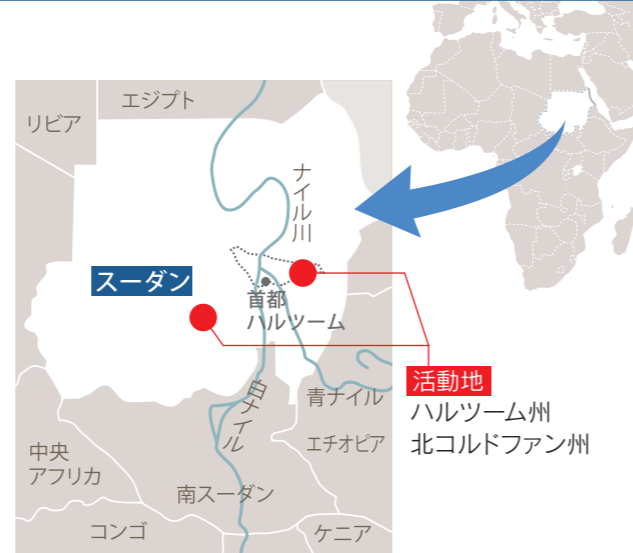 エジプト
リビア
ナイル川
スーダン
首都
ハルツーム
活動地
ハルツーム州
北コルドファン州
白ナイル
青ナイル
エチオピア
中央
アフリカ
南スーダン
コンゴ
ケニア